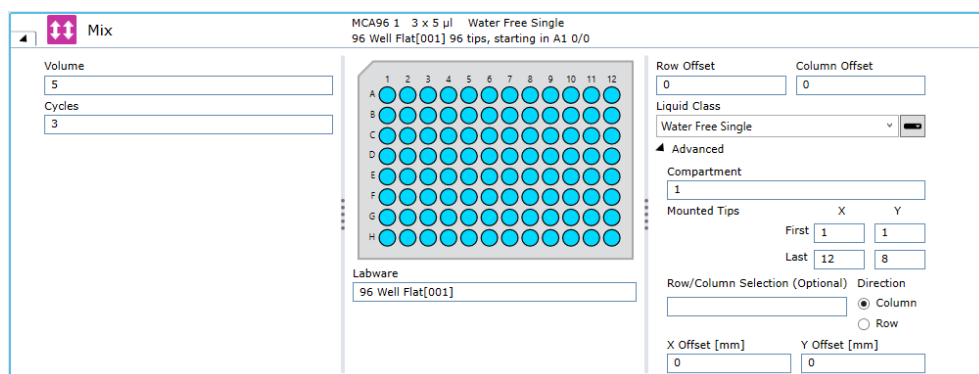 Mix
MCA96 1 3 x 5 µl Water Free Single
96 Well Flat[001] 96 tips, starting in A1 0/0
Volume
5
Cycles
3
1 2 3 4 5 6 7 8 9 10 11 12
A
B
C
D
E
F
G
H
Labware
96 Well Flat[001]
Row Offset Column Offset
0 0
Liquid Class
Water Free Single
Advanced
Compartment
1
Mounted Tips X Y
First 1 1
Last 12 8
Row/Column Selection (Optional) Direction
Column
Row
X Offset [mm] Y Offset [mm]
0 0